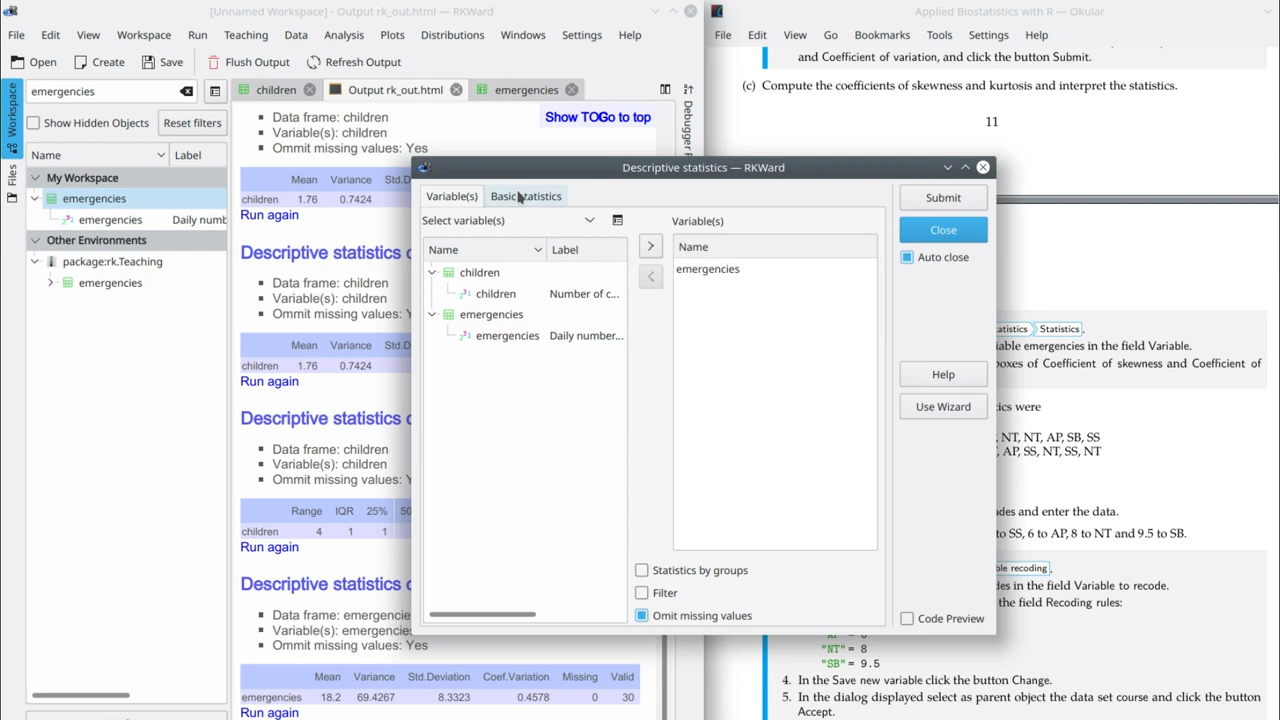 [Unnamed Workspace] - Output rk_out.html — RKWard
File Edit View Workspace Run Teaching Data Analysis Plots Distributions Windows Settings Help
Open Create Save Flush Output Refresh Output
Workspace
Files
emergencies
Show Hidden Objects Reset filters
Name Label
My Workspace
emergencies
emergencies Daily numb
Other Environments
package:rk.Teaching
emergencies
children Output rk_out.html emergencies
Debugger
Show TOGo to top
Data frame: children
Variable(s): children
Ommit missing values: Yes
Mean Variance Std.D
children 1.76 0.7424
Run again
Descriptive statistics
Data frame: children
Variable(s): children
Ommit missing values: Y
Mean Variance Std.D
children 1.76 0.7424
Run again
Descriptive statistics
Data frame: children
Variable(s): children
Ommit missing values: Y
Range IQR 25% 50
children 4 1 1
Run again
Descriptive statistics
Data frame: emergencie
Variable(s): emergencies
Ommit missing values: Yes
Mean Variance Std.Deviation Coef.Variation Missing Valid
emergencies 18.2 69.4267 8.3323 0.4578 0 30
Run again
Descriptive statistics — RKWard
Variable(s) Basic statistics
Select variable(s)
Name Label
children
children Number of c...
emergencies
emergencies Daily number...
Variable(s)
Name
emergencies
Statistics by groups
Filter
Omit missing values
Submit
Close
Auto close
Help
Use Wizard
Code Preview
Applied Biostatistics with R — Okular
File Edit View Go Bookmarks Tools Settings Help
and Coefficient of variation, and click the button Submit.
(c) Compute the coefficients of skewness and kurtosis and interpret the statistics.
11
atistics Statistics.
iable emergencies in the field Variable.
boxes of Coefficient of skewness and Coefficient of
tics were
NT, NT, AP, SB, SS
AP, SS, NT, SS, NT
des and enter the data.
to SS, 6 to AP, 8 to NT and 9.5 to SB.
ble recoding.
des in the field Variable to recode.
the field Recoding rules:
"NT"= 8
"SB"= 9.5
4. In the Save new variable click the button Change.
5. In the dialog displayed select as parent object the data set course and click the button
Accept.